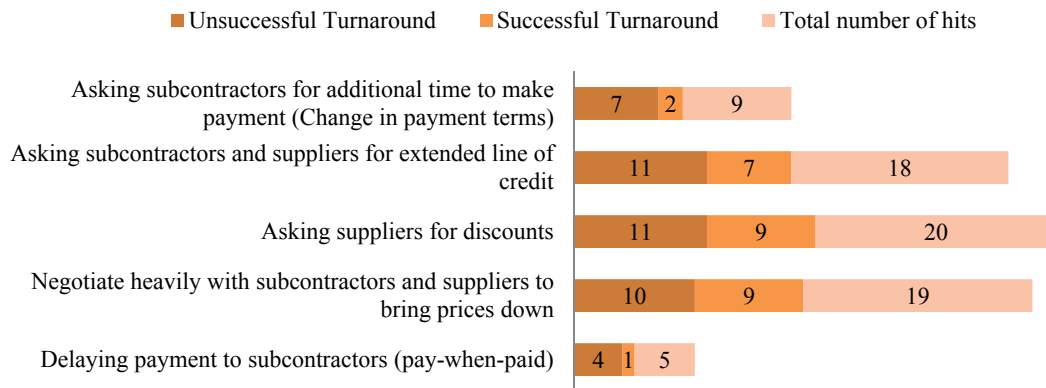 Unsuccessful Turnaround Successful Turnaround Total number of hits
Asking subcontractors for additional time to make
payment (Change in payment terms)
7 2 9
Asking subcontractors and suppliers for extended line of
credit
11 7 18
Asking suppliers for discounts
11 9 20
Negotiate heavily with subcontractors and suppliers to
bring prices down
10 9 19
Delaying payment to subcontractors (pay-when-paid)
4 1 5